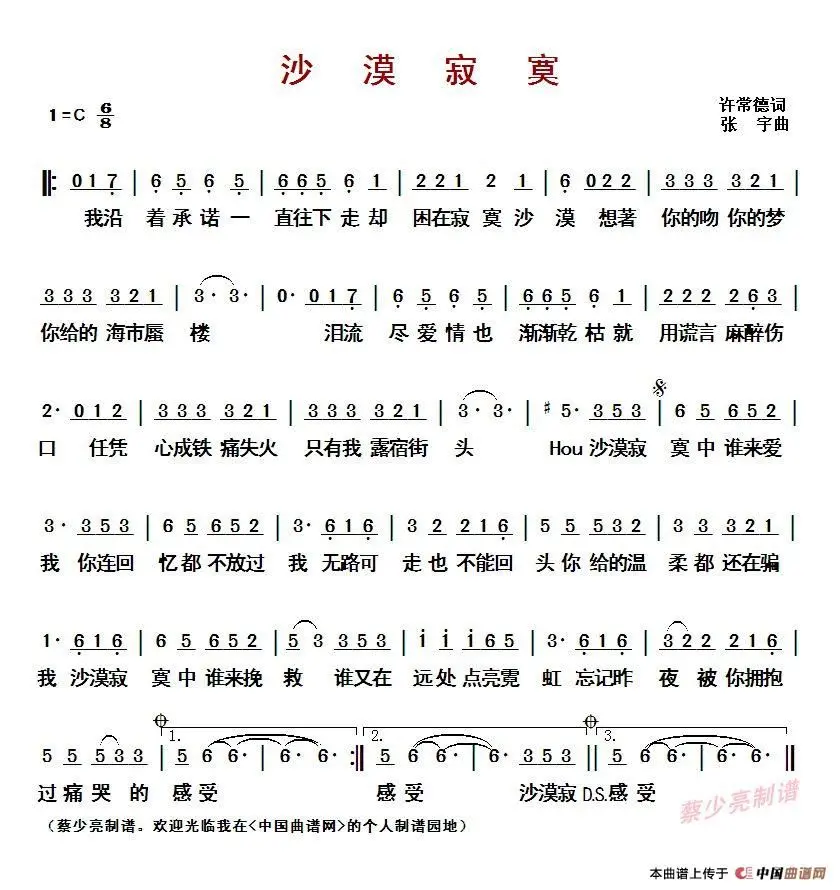 沙漠寂寞
1=C 6/8
许常德词
张 宇曲
0 1 7 | 6 5 6 5 | 6 6 5 6 1 | 2 2 1 2 1 | 6 0 2 2 | 3 3 3 3 2 1 |
我沿 着承诺一 直往下走却 困在寂寞沙 漠 想著 你的吻你的梦
3 3 3 3 2 1 | 3· 3· | 0· 0 1 7 | 6 5 6 5 | 6 6 5 6 1 | 2 2 2 2 6 3 |
你给的海市蜃 楼 泪流 尽爱情也 渐渐乾枯就 用谎言麻醉伤
2· 0 1 2 | 3 3 3 3 2 1 | 3 3 3 3 2 1 | 3· 3· | #5· 3 5 3 | 6 5 6 5 2 |
口 任凭 心成铁痛失火 只有我露宿街 头 Hou 沙漠寂 寞中谁来爱
3· 3 5 3 | 6 5 6 5 2 | 3· 6 1 6 | 3 2 2 1 6 | 5 5 5 3 2 | 3 3 3 2 1 |
我 你连回 忆都不放过 我 无路可 走也不能回 头你给的温 柔都还在骗
1· 6 1 6 | 6 5 6 5 2 | 5 3 3 5 3 | i i i 6 5 | 3· 6 1 6 | 3 2 2 2 1 6 |
我 沙漠寂 寞中谁来挽 救 谁又在 远处点亮霓 虹 忘记昨 夜被你拥抱
1. 2. 3.
5 5 5 3 3 | 5 6 6· | 6· 6· :‖ 5 6 6· | 6· 3 5 3 ‖ 5 6 6· | 6· 6· ‖
过痛哭的 感受 感受 沙漠寂 D.S. 感受
蔡少亮制谱
(蔡少亮制谱。欢迎光临我在<中国曲谱网>的个人制谱园地)
本曲谱上传于 中国曲谱网